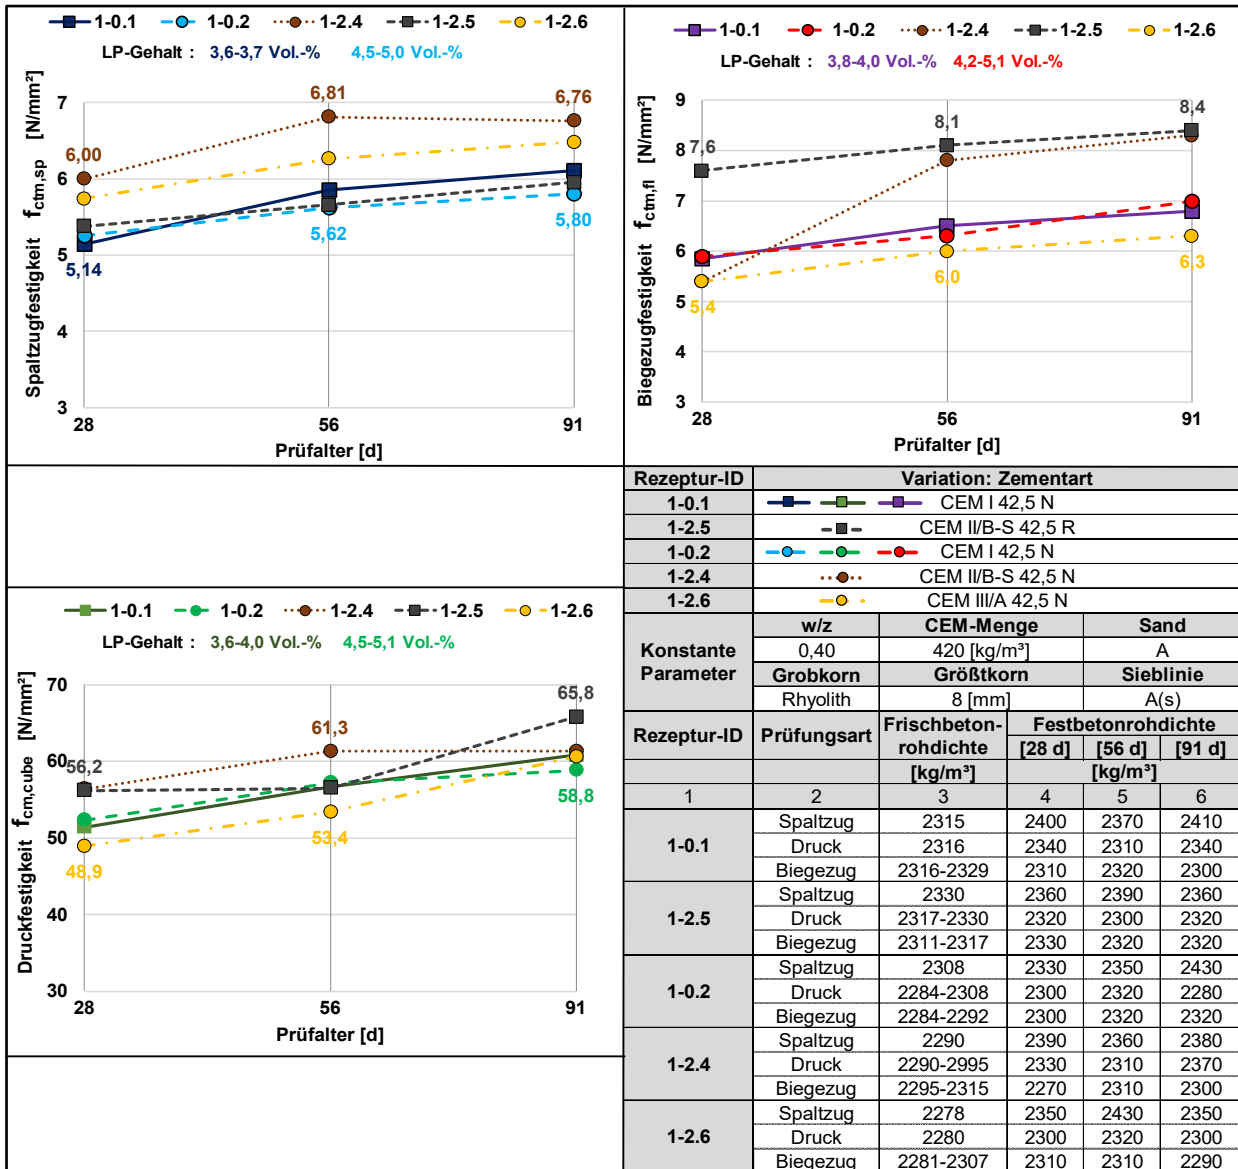 1-0.1 1-0.2 1-2.4 1-2.5 1-2.6
LP-Gehalt : 3,6-3,7 Vol.-% 4,5-5,0 Vol.-%
Spaltzugfestigkeit f ctm,sp [N/mm²]
7
6
5
4
3
6,00
6,81
6,76
5,14
5,62
5,80
28 56 91
Prüfalter [d]
1-0.1 1-0.2 1-2.4 1-2.5 1-2.6
LP-Gehalt : 3,8-4,0 Vol.-% 4,2-5,1 Vol.-%
Biegezugfestigkeit f ctm,fl [N/mm²]
9
8
7
6
5
4
3
7,6
8,1
8,4
5,4
6,0
6,3
28 56 91
Prüfalter [d]
1-0.1 1-0.2 1-2.4 1-2.5 1-2.6
LP-Gehalt : 3,6-4,0 Vol.-% 4,5-5,1 Vol.-%
Druckfestigkeit f cm,cube [N/mm²]
70
60
50
40
30
56,2
61,3
65,8
48,9
53,4
58,8
28 56 91
Prüfalter [d]
Rezeptur-ID Variation: Zementart
1-0.1 CEM I 42,5 N
1-2.5 CEM II/B-S 42,5 R
1-0.2 CEM I 42,5 N
1-2.4 CEM II/B-S 42,5 N
1-2.6 CEM III/A 42,5 N
Konstante Parameter
w/z CEM-Menge Sand
0,40 420 [kg/m³] A
Grobkorn Größtkorn Sieblinie
Rhyolith 8 [mm] A(s)
Rezeptur-ID Prüfungsart Frischbeton-rohdichte Festbetonrohdichte
[28 d] [56 d] [91 d]
[kg/m³] [kg/m³]
1 2 3 4 5 6
1-0.1
Spaltzug 2315 2400 2370 2410
Druck 2316 2340 2310 2340
Biegezug 2316-2329 2310 2320 2300
1-2.5
Spaltzug 2330 2360 2390 2360
Druck 2317-2330 2320 2300 2320
Biegezug 2311-2317 2330 2320 2320
1-0.2
Spaltzug 2308 2330 2350 2430
Druck 2284-2308 2300 2320 2280
Biegezug 2284-2292 2300 2320 2320
1-2.4
Spaltzug 2290 2390 2360 2380
Druck 2290-2995 2330 2310 2370
Biegezug 2295-2315 2270 2310 2300
1-2.6
Spaltzug 2278 2350 2430 2350
Druck 2280 2300 2320 2300
Biegezug 2281-2307 2310 2310 2290